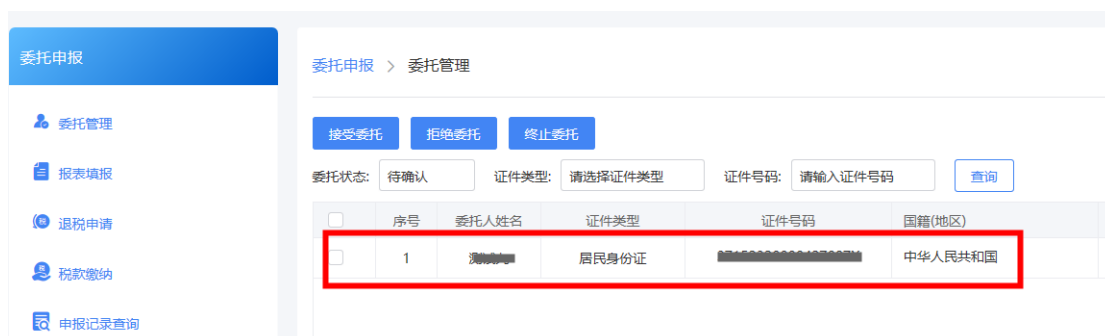 委托申报
委托管理
报表填报
退税申请
税款缴纳
申报记录查询
委托申报 > 委托管理
接受委托 拒绝委托 终止委托
委托状态: 待确认 证件类型: 请选择证件类型 证件号码: 请输入证件号码 查询
序号 委托人姓名 证件类型 证件号码 国籍(地区)
1 居民身份证 中华人民共和国